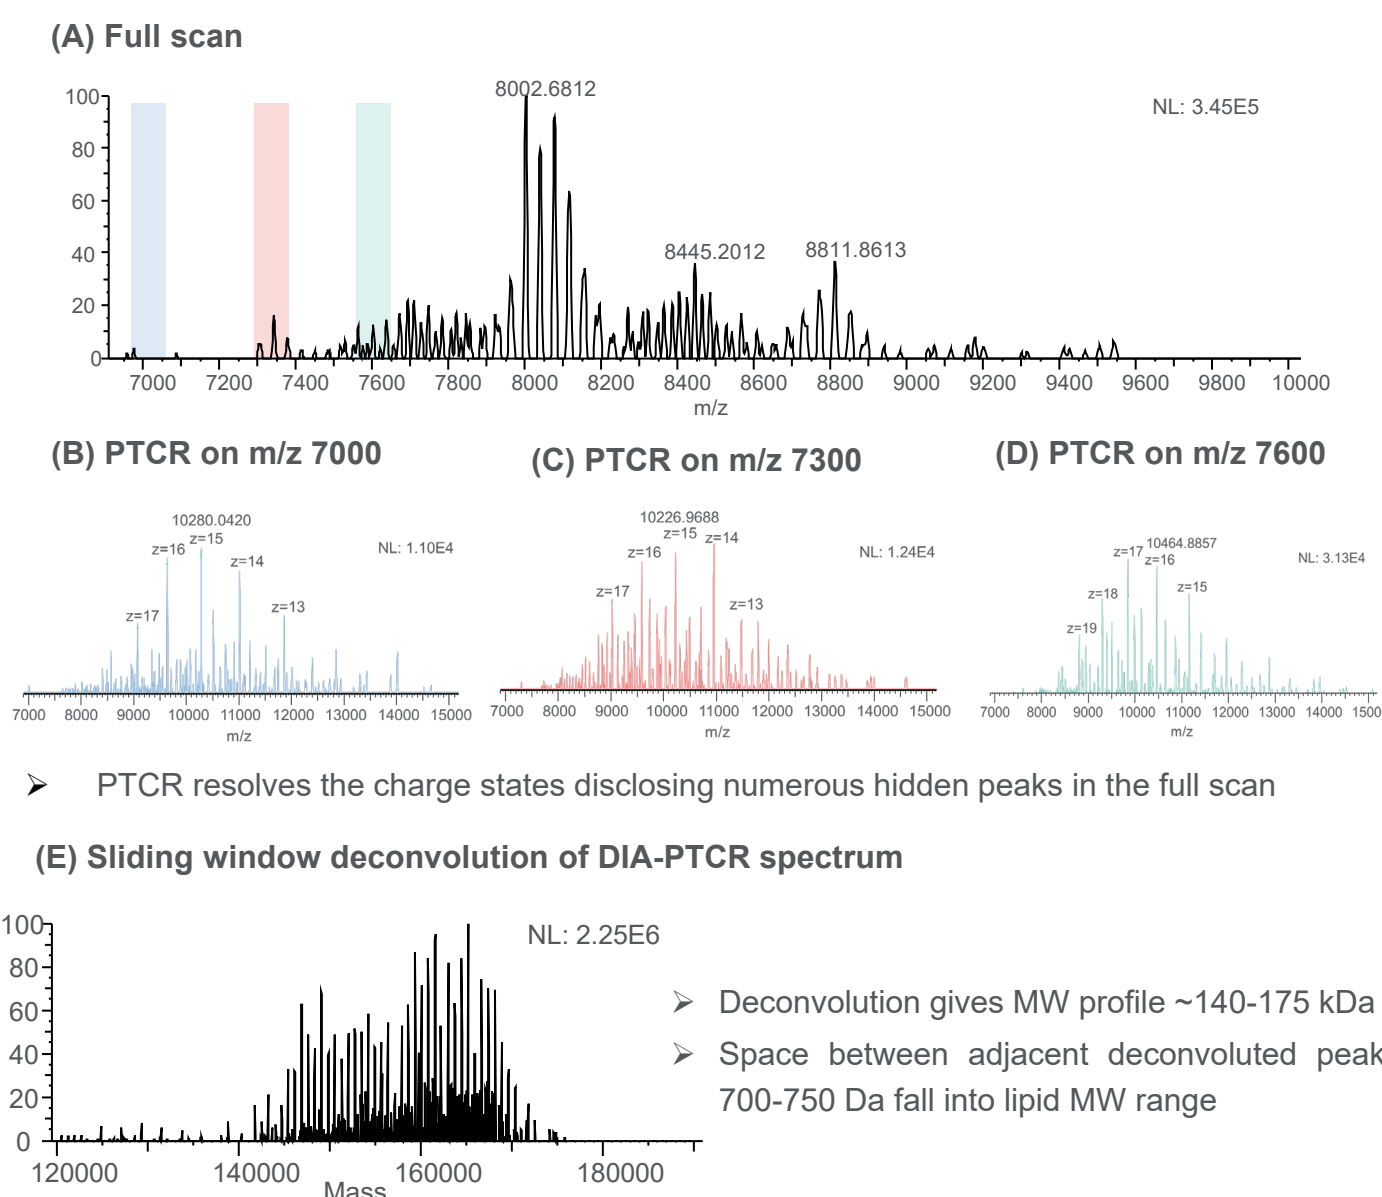 (A) Full scan
8002.6812
NL: 3.45E5
100
80
60
40
20
0
8445.2012
8811.8613
7000 7200 7400 7600 7800 8000 8200 8400 8600 8800 9000 9200 9400 9600 9800 10000
m/z
(B) PTCR on m/z 7000
10280.0420
z=15
z=16
z=14
z=17
z=13
NL: 1.10E4
7000 8000 9000 10000 11000 12000 13000 14000 15000
m/z
(C) PTCR on m/z 7300
10226.9688
z=15
z=14
z=16
z=17
z=13
NL: 1.24E4
7000 8000 9000 10000 11000 12000 13000 14000 15000
m/z
(D) PTCR on m/z 7600
10464.8857
z=17
z=16
z=18
z=15
z=19
NL: 3.13E4
7000 8000 9000 10000 11000 12000 13000 14000 1500
m/z
➢ PTCR resolves the charge states disclosing numerous hidden peaks in the full scan
(E) Sliding window deconvolution of DIA-PTCR spectrum
NL: 2.25E6
100
80
60
40
20
0
120000 140000 160000 180000
Mass
➢ Deconvolution gives MW profile ~140-175 kDa
➢ Space between adjacent deconvoluted peak
700-750 Da fall into lipid MW range